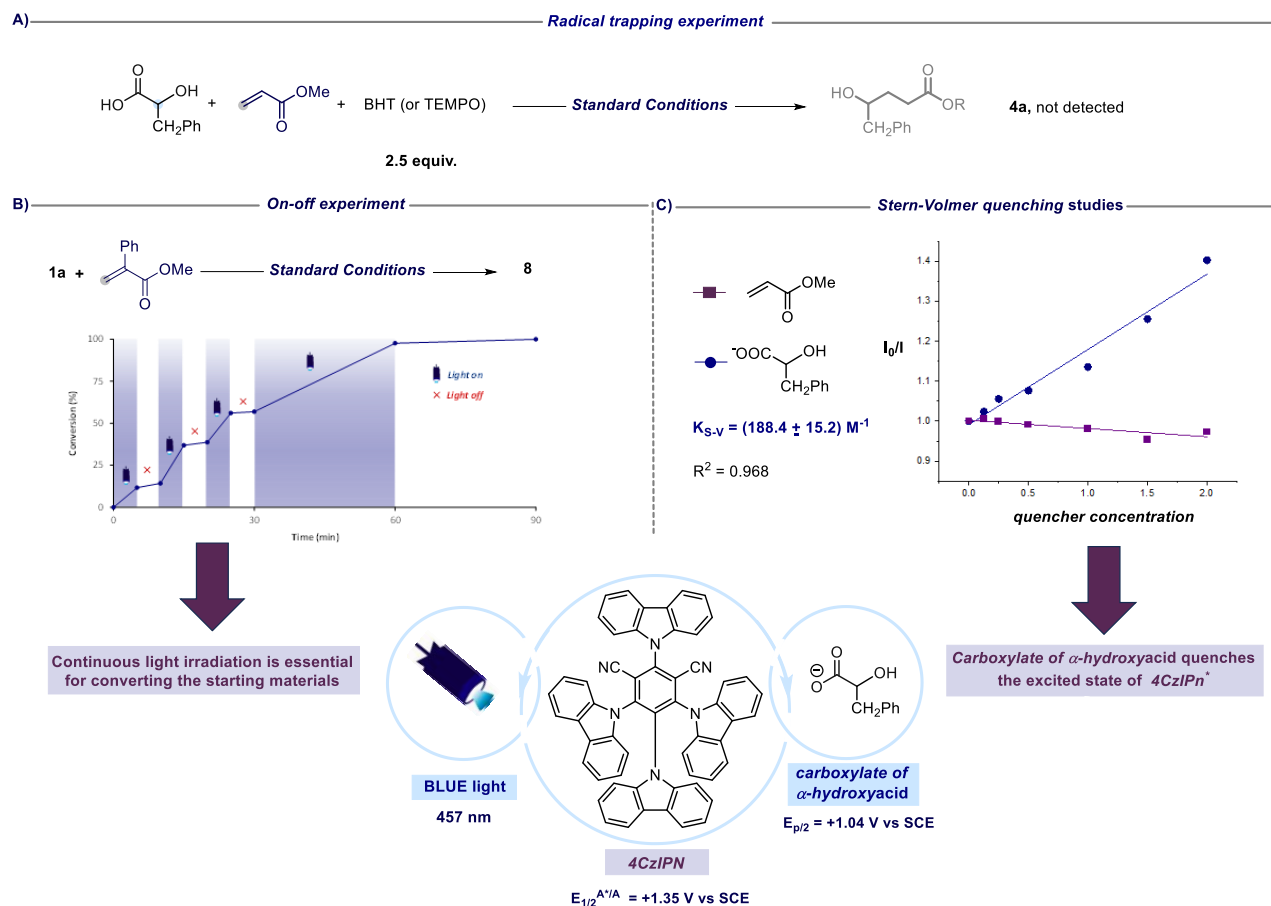 A)
Radical trapping experiment
O
OH
HO
CH2Ph
+
OMe
O
+
BHT (or TEMPO)
2.5 equiv.
Standard Conditions
HO
O
OR
CH2Ph
4a, not detected
B)
On-off experiment
1a +
Ph
OMe
O
Standard Conditions
8
Conversion (%)
100
75
50
25
0
0
30
60
90
Time (min)
Light on
× Light off
Continuous light irradiation is essential
for converting the starting materials
C)
Stern-Volmer quenching studies
OMe
O
-OOC
OH
CH2Ph
KS-V = (188.4 ± 15.2) M-1
R2 = 0.968
I0/I
1.4
1.3
1.2
1.1
1.0
0.9
0.0
0.5
1.0
1.5
2.0
quencher concentration
Carboxylate of α-hydroxyacid quenches
the excited state of 4CzIPn*
BLUE light
457 nm
N
NC
CN
N
N
N
4CzIPN
E1/2A*/A = +1.35 V vs SCE
⊖
O
O
OH
CH2Ph
carboxylate of
α-hydroxyacid
Ep/2 = +1.04 V vs SCE